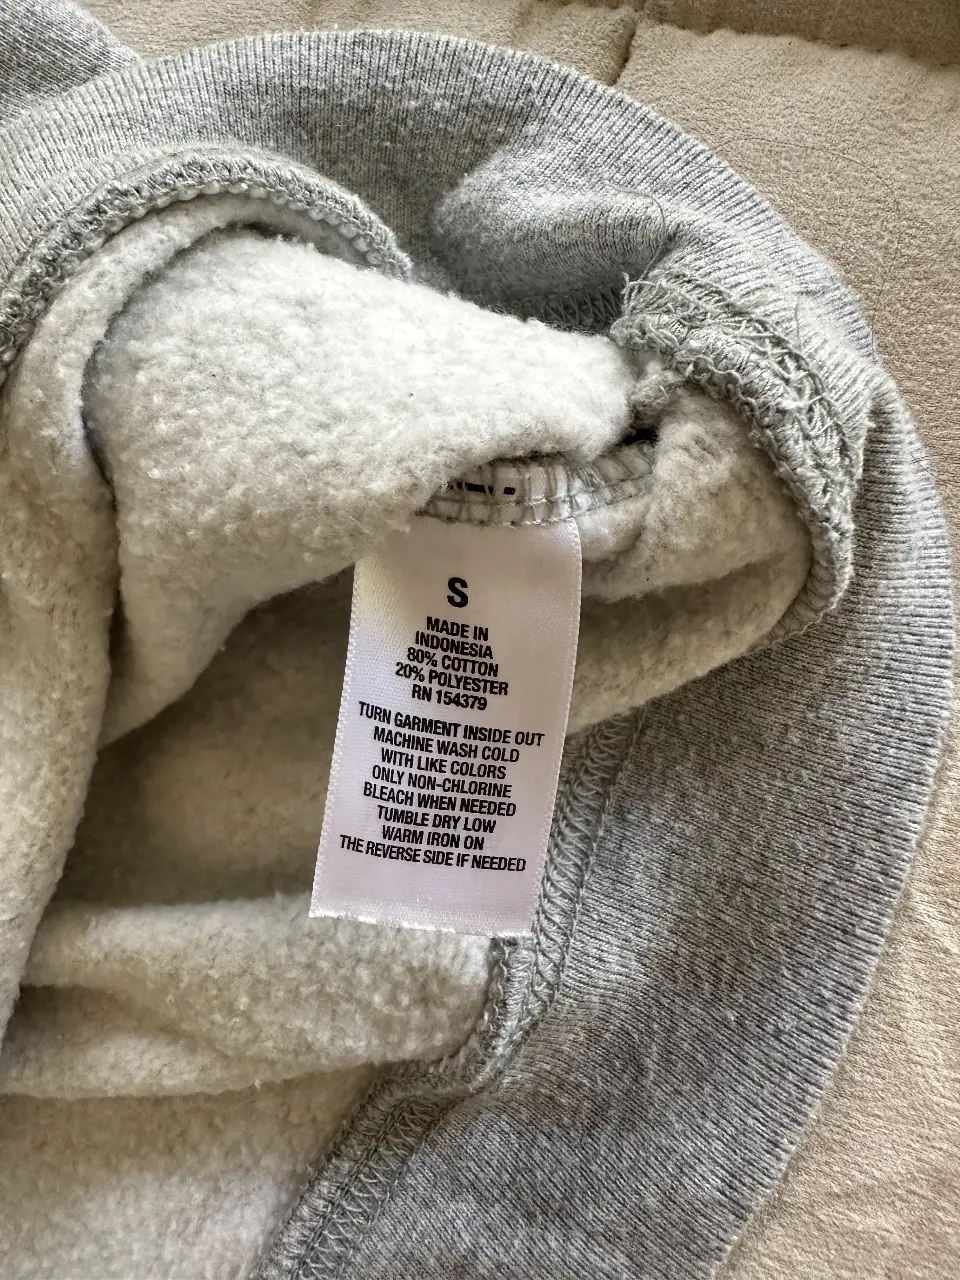 S
MADE IN
INDONESIA
80% COTTON
20% POLYESTER
RN 154379
TURN GARMENT INSIDE OUT
MACHINE WASH COLD
WITH LIKE COLORS
ONLY NON-CHLORINE
BLEACH WHEN NEEDED
TUMBLE DRY LOW
WARM IRON ON
THE REVERSE SIDE IF NEEDED